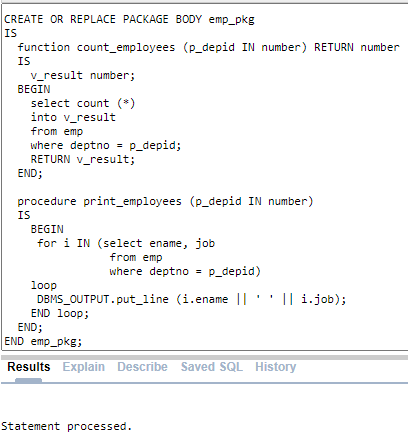 CREATE OR REPLACE PACKAGE BODY emp_pkg
IS
  function count_employees (p_depid IN number) RETURN number
  IS
    v_result number;
  BEGIN
    select count (*)
    into v_result
    from emp
    where deptno = p_depid;
    RETURN v_result;
  END;

  procedure print_employees (p_depid IN number)
  IS
    BEGIN
     for i IN (select ename, job
                from emp
                where deptno = p_depid)
    loop
     DBMS_OUTPUT.put_line (i.ename || ' ' || i.job);
    END loop;
  END;
END emp_pkg;
Results Explain Describe Saved SQL History
Statement processed.